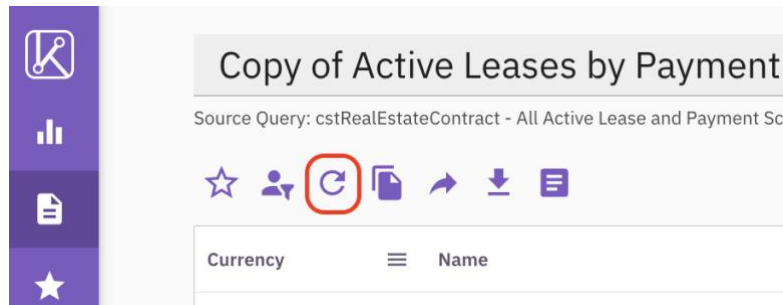 Copy of Active Leases by Payment
Source Query: cstRealEstateContract - All Active Lease and Payment Sc
Currency
Name